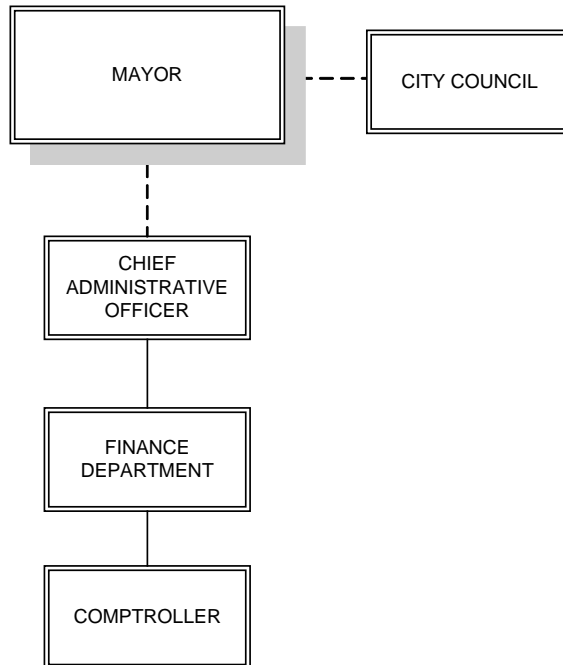 MAYOR
CITY COUNCIL
CHIEF
ADMINISTRATIVE
OFFICER
FINANCE
DEPARTMENT
COMPTROLLER